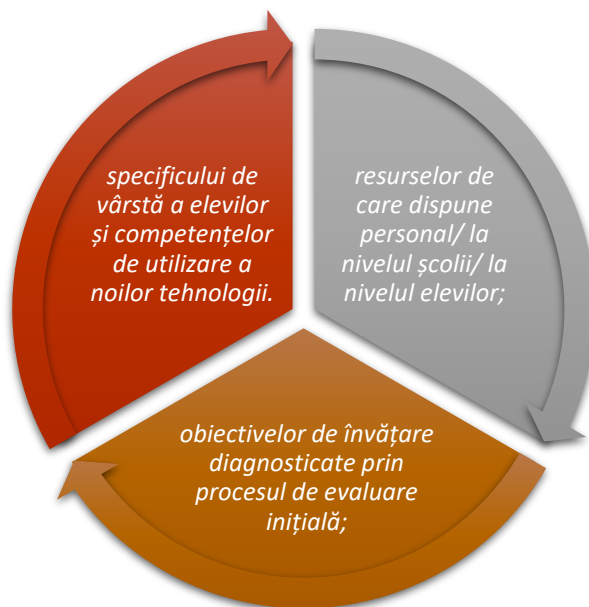 resurselor de
care dispune
personal/ la
nivelul școlii/ la
nivelul elevilor;
obiectivelor de învățare
diagnosticate prin
procesul de evaluare
inițială;
specificului de
vârstă a elevilor
și competențelor
de utilizare a
noilor tehnologii.